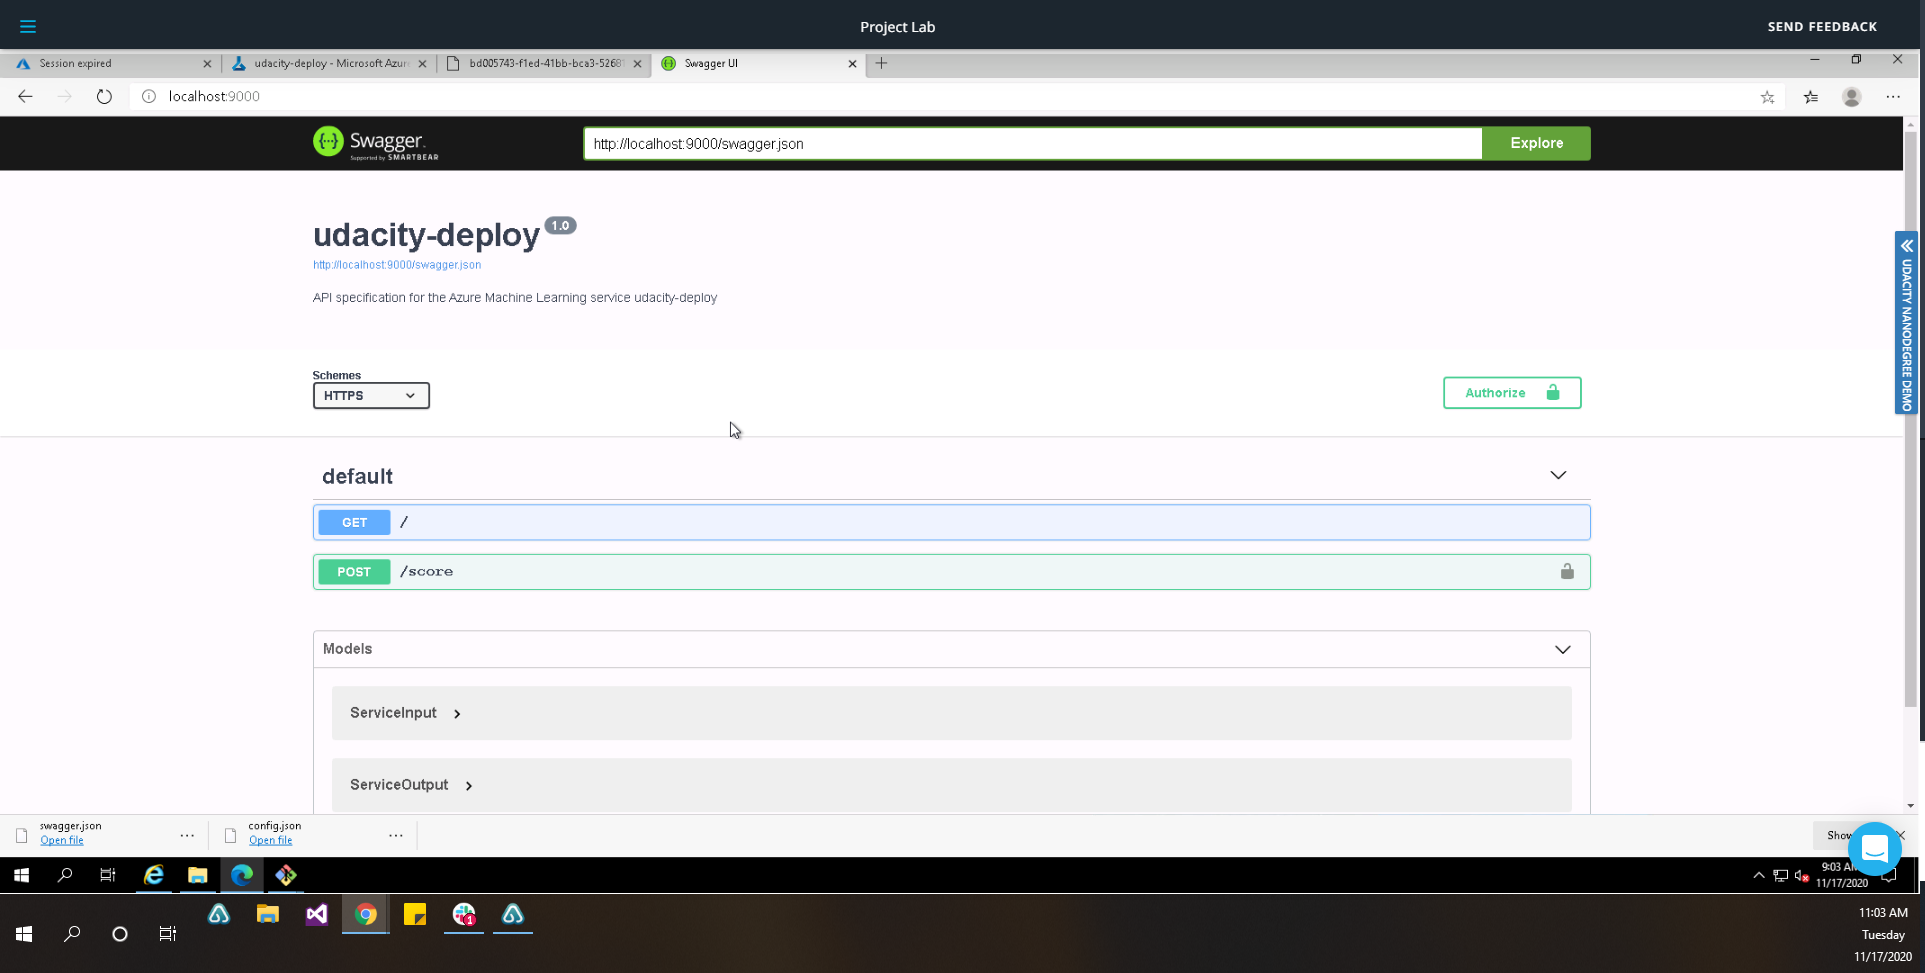 Project Lab
SEND FEEDBACK
Session expired
udacity-deploy - Microsoft Azur
bd005743-f1ed-41bb-bca3-52681
Swagger UI
localhost:9000
Swagger
Supported by SMARTBEAR
http://localhost:9000/swagger.json
Explore
udacity-deploy 1.0
http://localhost:9000/swagger.json
API specification for the Azure Machine Learning service udacity-deploy
UDACITY NANODEGREE DEMO
Schemes
HTTPS
Authorize
default
GET /
POST /score
Models
ServiceInput
ServiceOutput
swagger.json
Open file
config.json
Open file
Show
9:03 AM
11/17/2020
1
11:03 AM
Tuesday
11/17/2020